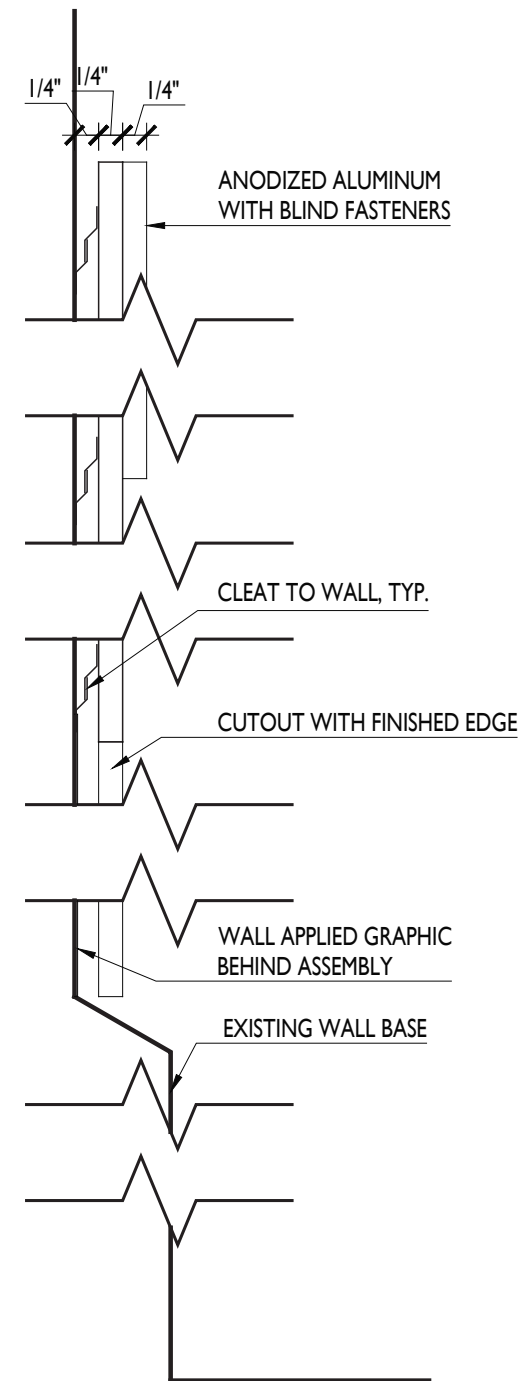 1/4"
1/4"
1/4"
ANODIZED ALUMINUM
WITH BLIND FASTENERS
CLEAT TO WALL, TYP.
CUTOUT WITH FINISHED EDGE
WALL APPLIED GRAPHIC
BEHIND ASSEMBLY
EXISTING WALL BASE